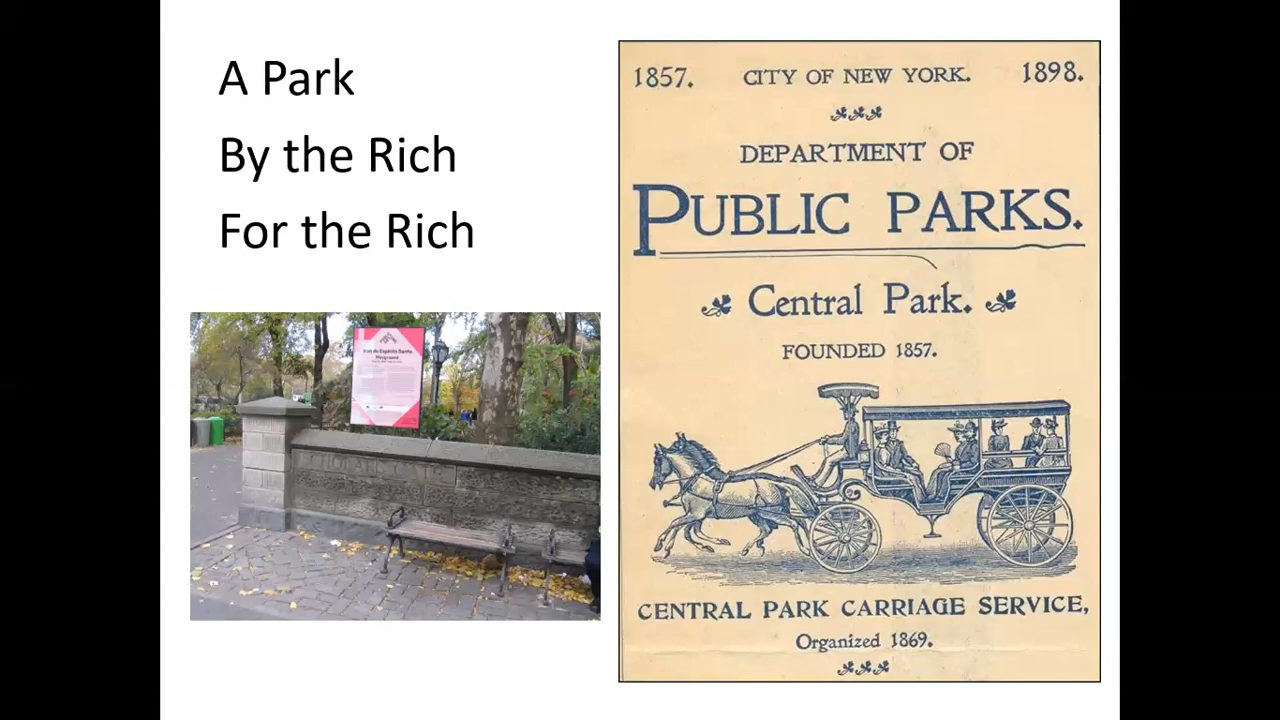 A Park
By the Rich
For the Rich
1857. CITY OF NEW YORK. 1898.
DEPARTMENT OF
PUBLIC PARKS.
Central Park.
FOUNDED 1857.
CENTRAL PARK CARRIAGE SERVICE,
Organized 1869.
Playground